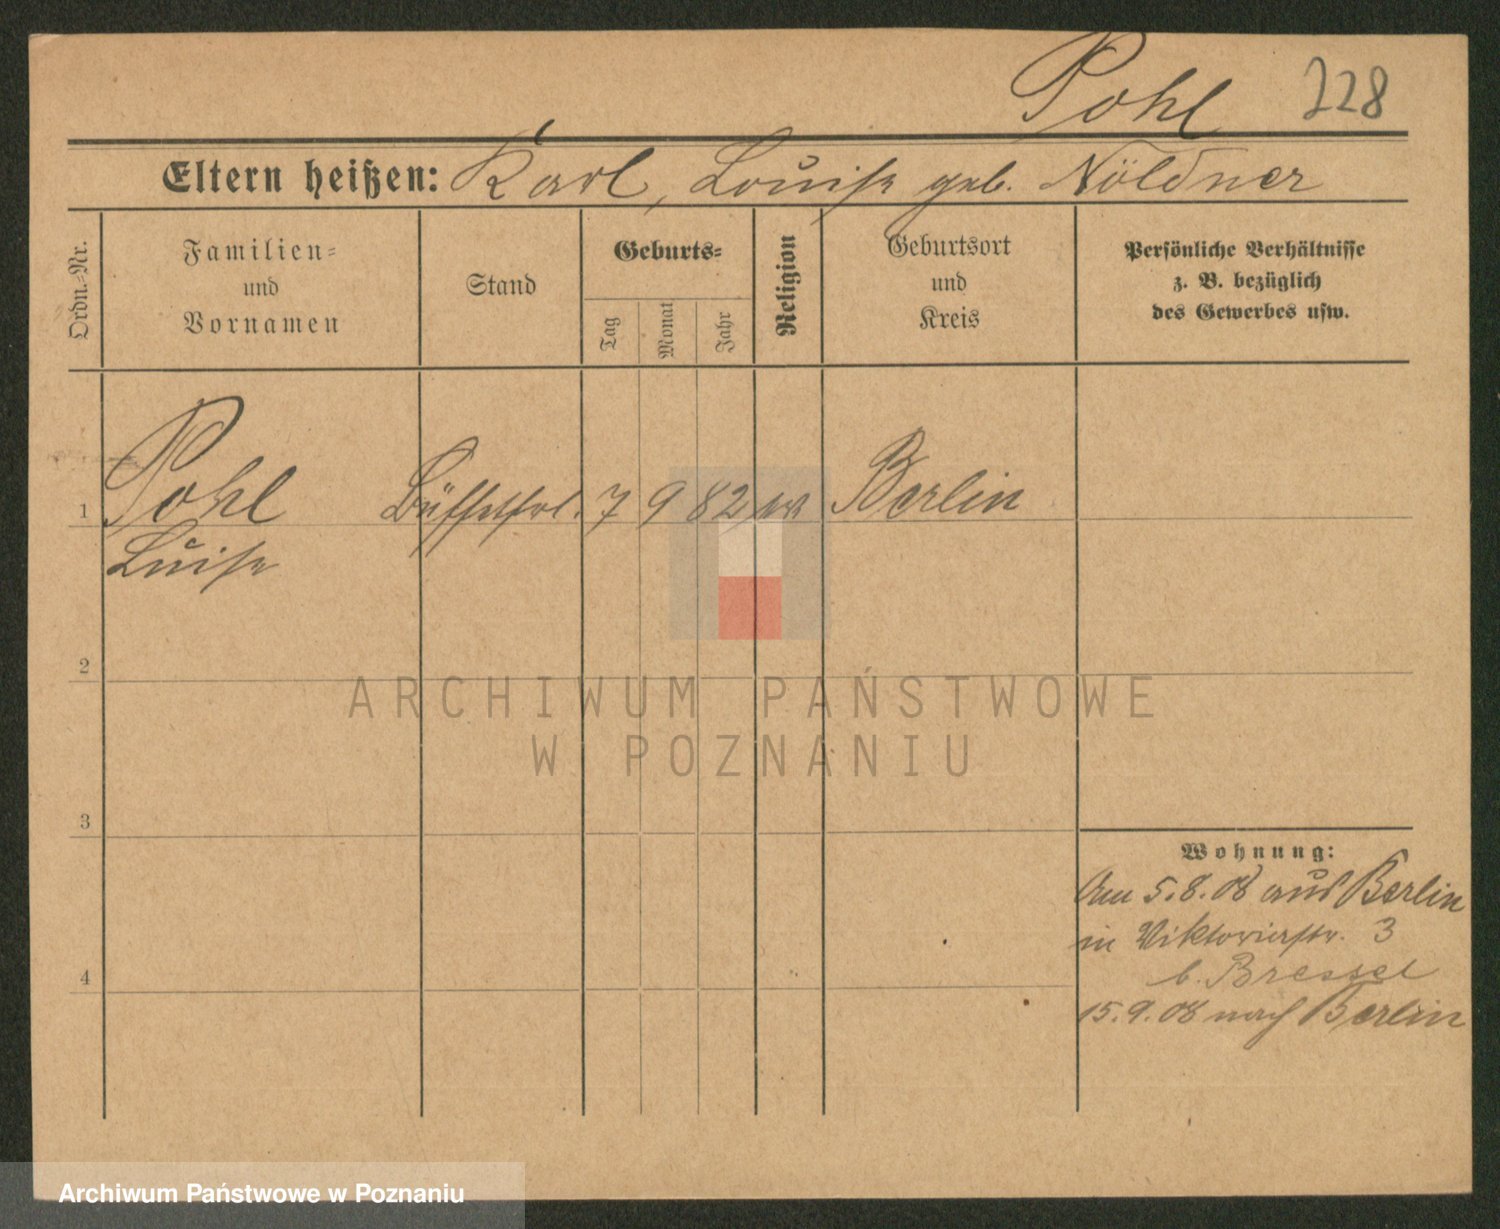 Pohl 228
Eltern heißen: Karl, Louise geb. Nöldner
Ordn.-Nr.
Familien-
und
Vornamen
Stand
Geburts-
Tag
Monat
Jahr
Religion
Geburtsort
und
Kreis
Persönliche Verhältnisse
z. B. bezüglich
des Gewerbes usw.
1 Pohl Büffetfrl. 7 9 82 Berlin
Luise
2
ARCHIWUM PAŃSTWOWE
W POZNANIU
3
Wohnung:
Am 5.8.08 aus Berlin
in Viktoriastr. 3
b. Bressel
4
15.9.08 nach Berlin
Archiwum Państwowe w Poznaniu